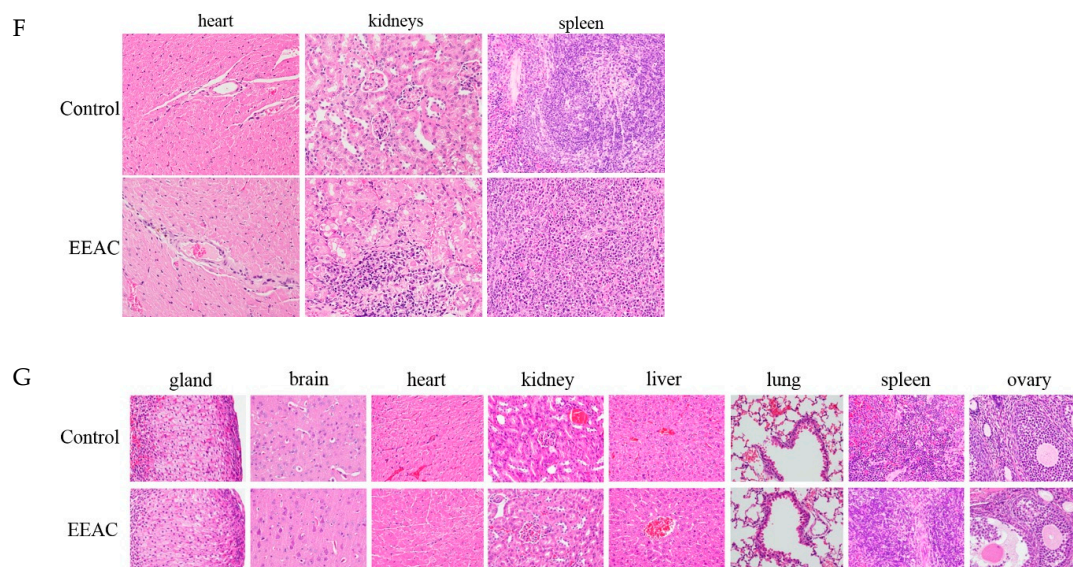 F
heart kidneys spleen
Control
EEAC
G
gland brain heart kidney liver lung spleen ovary
Control
EEAC